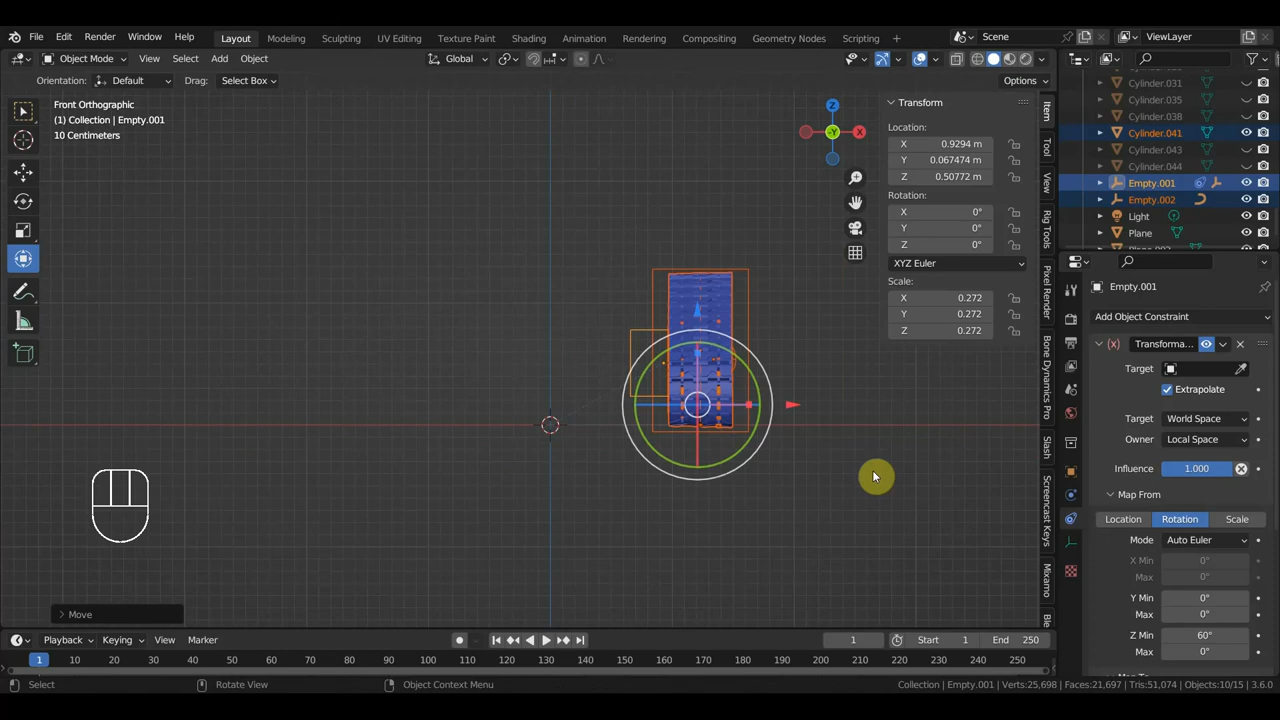 File Edit Render Window Help Layout Modeling Sculpting UV Editing Texture Paint Shading Animation Rendering Compositing Geometry Nodes Scripting + Scene ViewLayer
Object Mode View Select Add Object Global
Orientation: Default Drag: Select Box Options
Front Orthographic
(1) Collection | Empty.001
10 Centimeters
Z
X
-Y
Transform
Location:
X 0.9294 m
Y 0.067474 m
Z 0.50772 m
Rotation:
X 0°
Y 0°
Z 0°
XYZ Euler
Scale:
X 0.272
Y 0.272
Z 0.272
Item
Tool
View
Rig Tools
Pixel Render
Bone Dynamics Pro
Slash
Screencast Keys
Mixamo
Cylinder.031
Cylinder.035
Cylinder.038
Cylinder.041
Cylinder.043
Cylinder.044
Empty.001
Empty.002
Light
Plane
Empty.001
Add Object Constraint
Transforma...
Target
Extrapolate
Target World Space
Owner Local Space
Influence 1.000
Map From
Location Rotation Scale
Mode Auto Euler
X Min 0°
Max 0°
Y Min 0°
Max 0°
Z Min 60°
Max 0°
Move
Playback Keying View Marker 1 Start 1 End 250
1 10 20 30 40 50 60 70 80 90 100 110 120 130 140 150 160 170 180 190 200 210 220 230 240 250
Select Rotate View Object Context Menu Collection | Empty.001 | Verts:25,698 | Faces:21,697 | Tris:51,074 | Objects:10/15 | 3.6.0